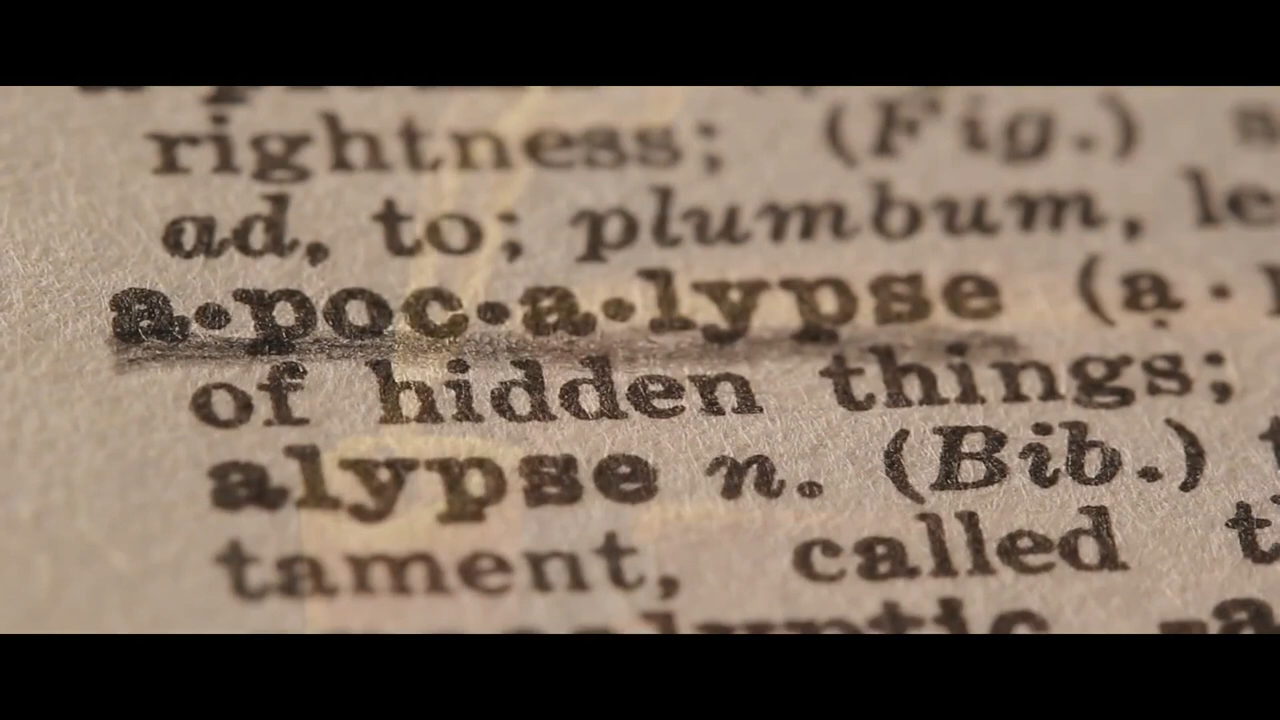 rightness; (Fig.)
ad, to; plumbum,
a·poc·a·lypse (ạ·
of hidden things;
alypse n. (Bib.)
tament, called